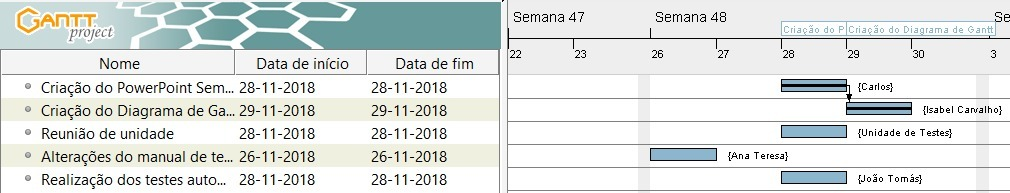 GANTT
project
Semana 47
Semana 48
Se
Criação do P
Criação do Diagrama de Gantt
22
23
26
27
28
29
30
3
Nome
Data de início
Data de fim
Criação do PowerPoint Sem... 28-11-2018 28-11-2018
{Carlos}
Criação do Diagrama de Ga... 29-11-2018 29-11-2018
{Isabel Carvalho}
Reunião de unidade 28-11-2018 28-11-2018
{Unidade de Testes}
Alterações do manual de te... 26-11-2018 26-11-2018
{Ana Teresa}
Realização dos testes auto... 28-11-2018 28-11-2018
{João Tomás}